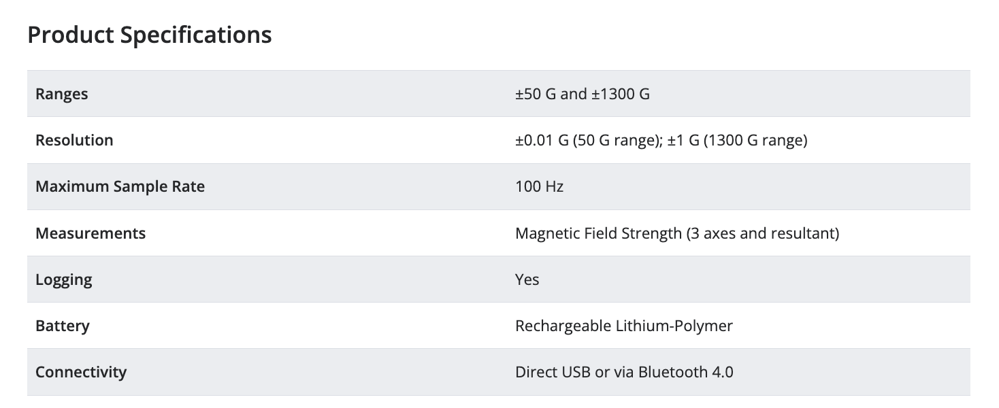 Product Specifications
Ranges ±50 G and ±1300 G
Resolution ±0.01 G (50 G range); ±1 G (1300 G range)
Maximum Sample Rate 100 Hz
Measurements Magnetic Field Strength (3 axes and resultant)
Logging Yes
Battery Rechargeable Lithium-Polymer
Connectivity Direct USB or via Bluetooth 4.0